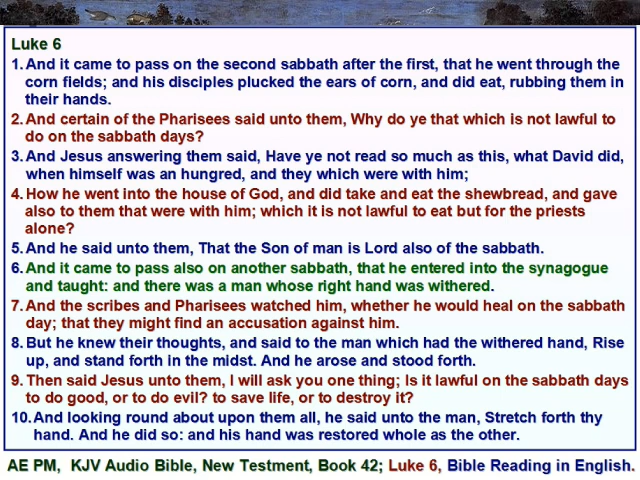 Luke 6
1. And it came to pass on the second sabbath after the first, that he went through the
corn fields; and his disciples plucked the ears of corn, and did eat, rubbing them in
their hands.
2. And certain of the Pharisees said unto them, Why do ye that which is not lawful to
do on the sabbath days?
3. And Jesus answering them said, Have ye not read so much as this, what David did,
when himself was an hungred, and they which were with him;
4. How he went into the house of God, and did take and eat the shewbread, and gave
also to them that were with him; which it is not lawful to eat but for the priests
alone?
5. And he said unto them, That the Son of man is Lord also of the sabbath.
6. And it came to pass also on another sabbath, that he entered into the synagogue
and taught: and there was a man whose right hand was withered.
7. And the scribes and Pharisees watched him, whether he would heal on the sabbath
day; that they might find an accusation against him.
8. But he knew their thoughts, and said to the man which had the withered hand, Rise
up, and stand forth in the midst. And he arose and stood forth.
9. Then said Jesus unto them, I will ask you one thing; Is it lawful on the sabbath days
to do good, or to do evil? to save life, or to destroy it?
10. And looking round about upon them all, he said unto the man, Stretch forth thy
hand. And he did so: and his hand was restored whole as the other.
AE PM, KJV Audio Bible, New Testment, Book 42; Luke 6, Bible Reading in English.